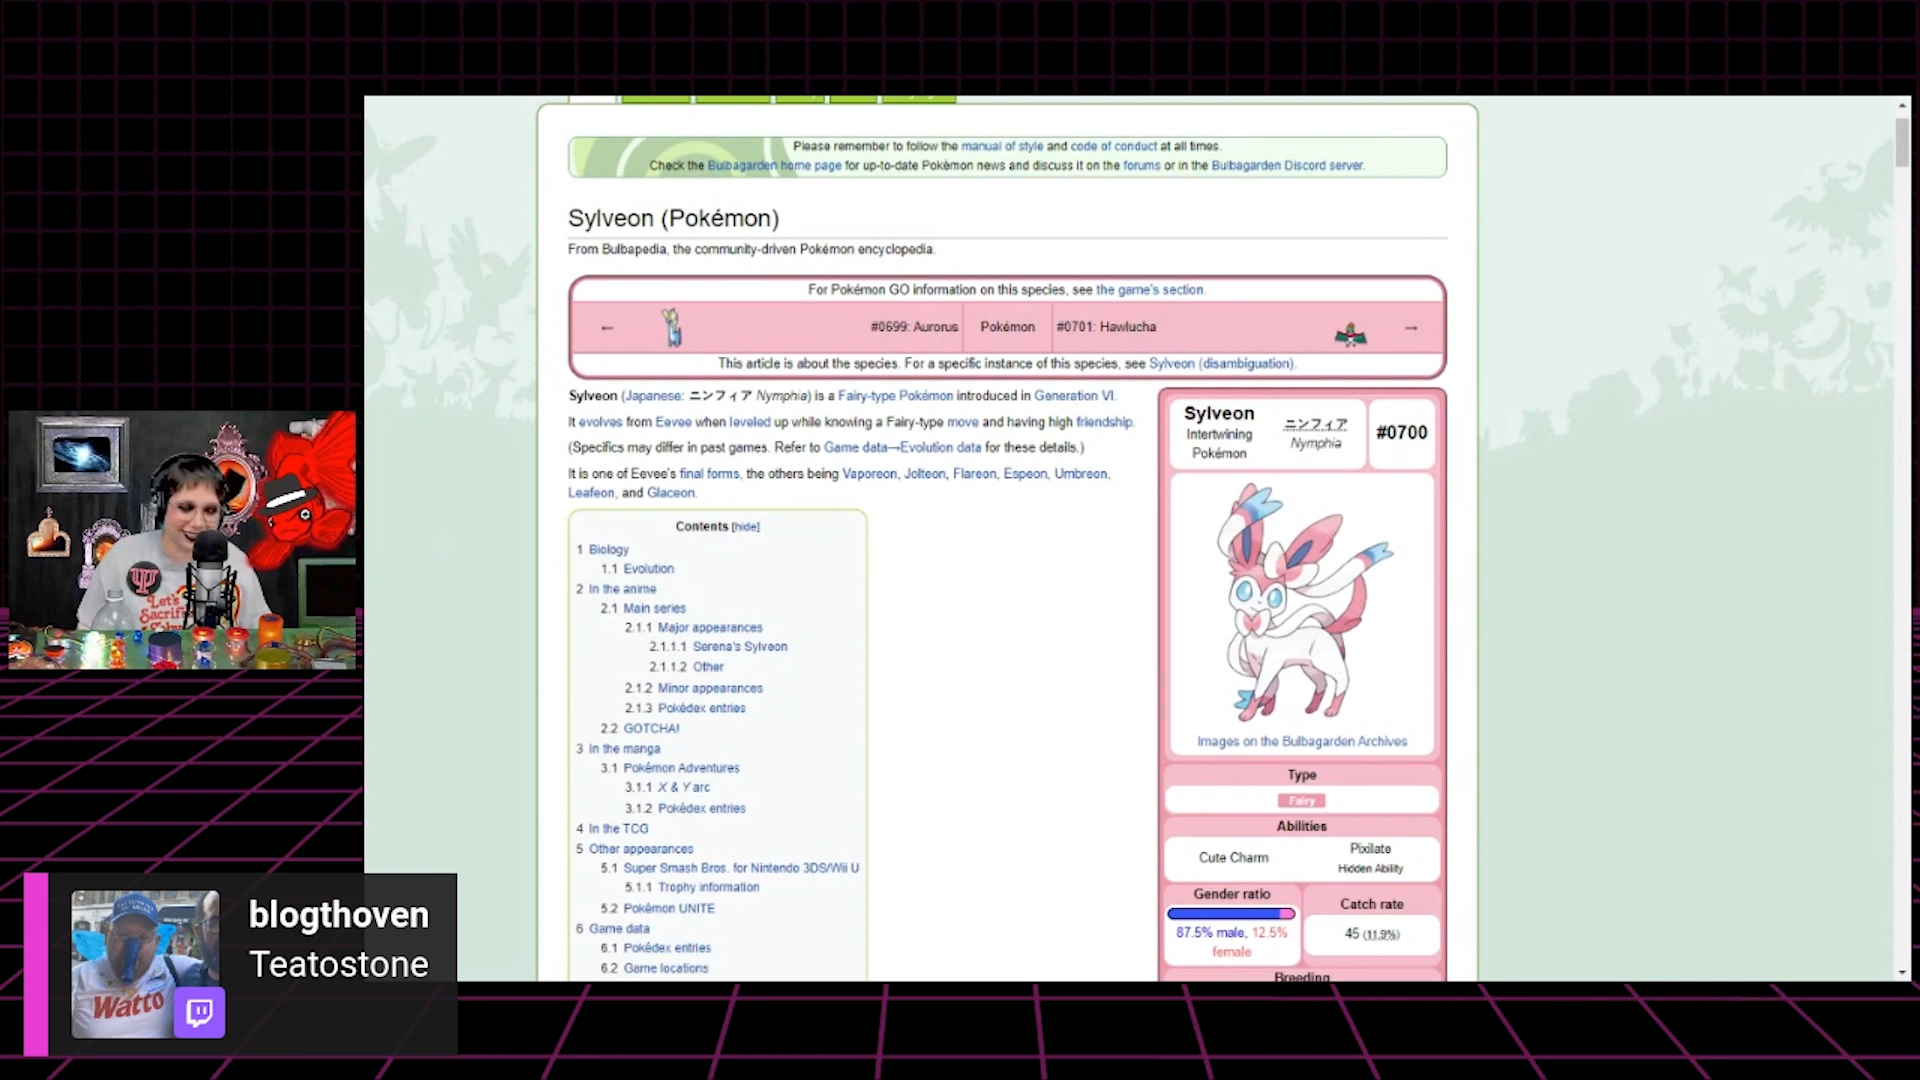 Please remember to follow the manual of style and code of conduct at all times.
Check the Bulbagarden home page for up-to-date Pokémon news and discuss it on the forums or in the Bulbagarden Discord server.
Sylveon (Pokémon)
From Bulbapedia, the community-driven Pokémon encyclopedia.
For Pokémon GO information on this species, see the game's section.
← #0699: Aurorus Pokémon #0701: Hawlucha →
This article is about the species. For a specific instance of this species, see Sylveon (disambiguation).
Sylveon (Japanese: ニンフィア Nymphia) is a Fairy-type Pokémon introduced in Generation VI.
It evolves from Eevee when leveled up while knowing a Fairy-type move and having high friendship.
(Specifics may differ in past games. Refer to Game data→Evolution data for these details.)
It is one of Eevee's final forms, the others being Vaporeon, Jolteon, Flareon, Espeon, Umbreon,
Leafeon, and Glaceon.
Contents [hide]
1 Biology
1.1 Evolution
2 In the anime
2.1 Main series
2.1.1 Major appearances
2.1.1.1 Serena's Sylveon
2.1.1.2 Other
2.1.2 Minor appearances
2.1.3 Pokédex entries
2.2 GOTCHA!
3 In the manga
3.1 Pokémon Adventures
3.1.1 X & Y arc
3.1.2 Pokédex entries
4 In the TCG
5 Other appearances
5.1 Super Smash Bros. for Nintendo 3DS/Wii U
5.1.1 Trophy information
5.2 Pokémon UNITE
6 Game data
6.1 Pokédex entries
6.2 Game locations
Sylveon
Intertwining
Pokémon
ニンフィア
Nymphia
#0700
Images on the Bulbagarden Archives
Type
Fairy
Abilities
Cute Charm
Pixilate
Hidden Ability
Gender ratio
87.5% male, 12.5%
female
Catch rate
45 (11.9%)
Breeding
Let's
blogthoven
Teatostone
Watto